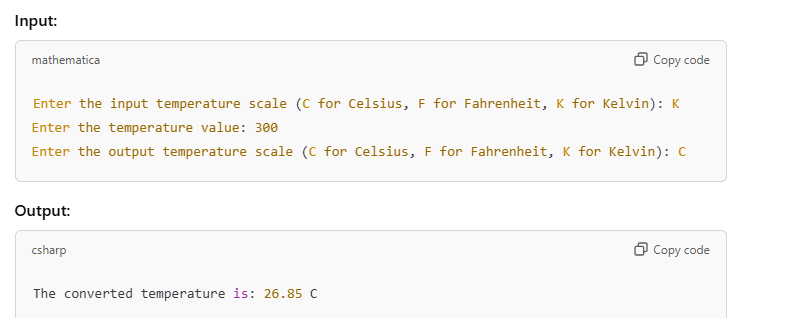 Input:
mathematica
Copy code
Enter the input temperature scale (C for Celsius, F for Fahrenheit, K for Kelvin): K
Enter the temperature value: 300
Enter the output temperature scale (C for Celsius, F for Fahrenheit, K for Kelvin): C
Output:
csharp
Copy code
The converted temperature is: 26.85 C